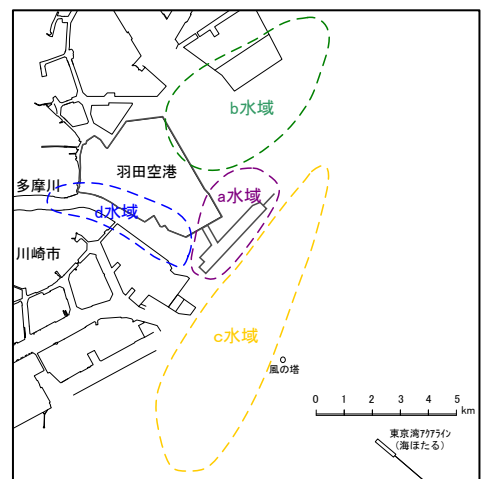 b水域
羽田空港
多摩川
a水域
d水域
川崎市
c水域
風の塔
0 1 2 3 4 5
km
東京湾ｱｸｱﾗｲﾝ
（海ほたる）